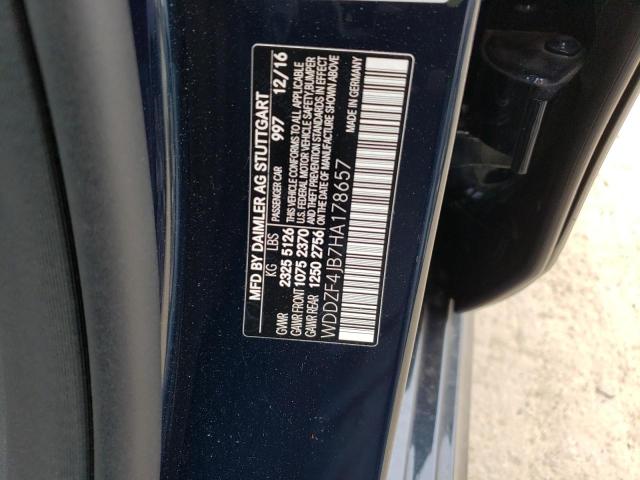 MFD BY DAIMLER AG STUTTGART
PASSENGER CAR 997 12/16
KG LBS
GVWR 2325 5126
GAWR FRONT 1075 2370
GAWR REAR 1250 2756
THIS VEHICLE CONFORMS TO ALL APPLICABLE
U.S. FEDERAL MOTOR VEHICLE SAFETY, BUMPER
AND THEFT PREVENTION STANDARDS IN EFFECT
ON THE DATE OF MANUFACTURE SHOWN ABOVE
WDDZF4JB7HA178657
MADE IN GERMANY